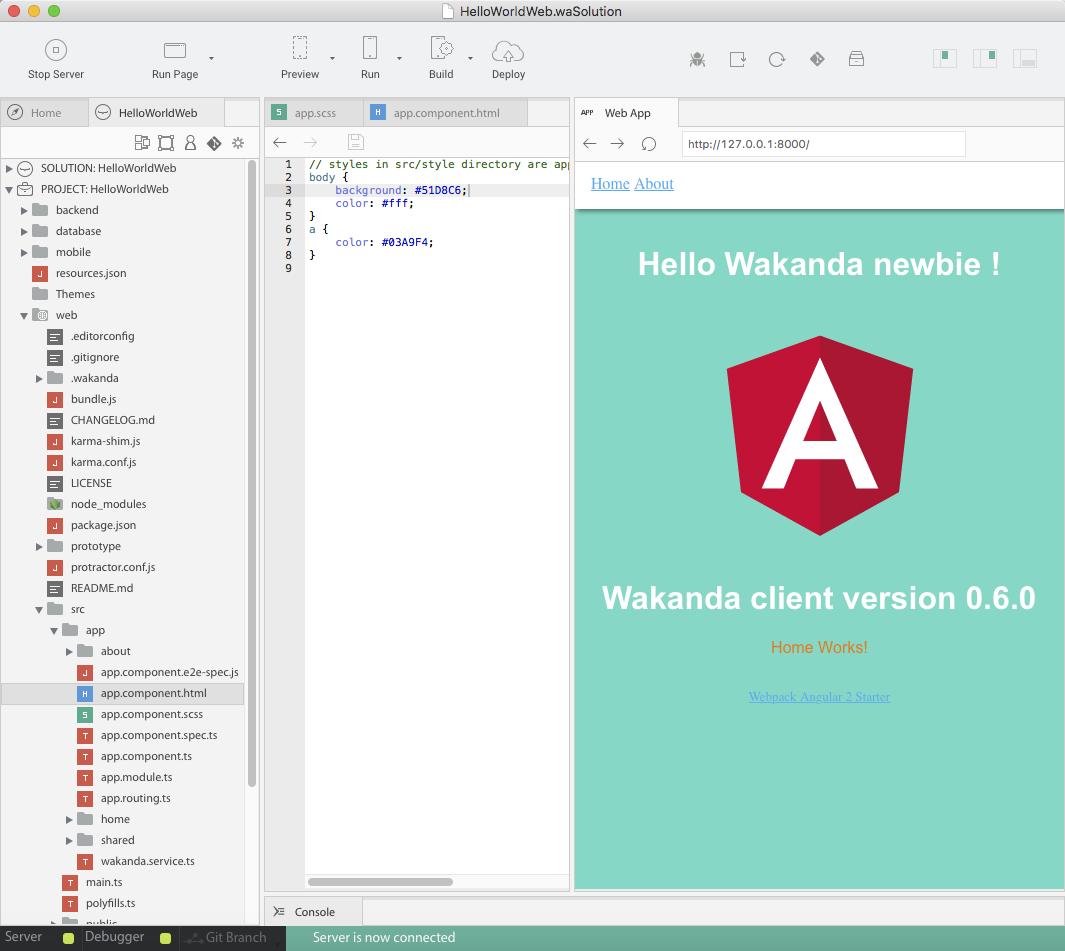 HelloWorldWeb.waSolution
Stop Server
Run Page
Preview
Run
Build
Deploy
Home
HelloWorldWeb
SOLUTION: HelloWorldWeb
PROJECT: HelloWorldWeb
backend
database
mobile
J resources.json
Themes
web
.editorconfig
.gitignore
.wakanda
J bundle.js
CHANGELOG.md
J karma-shim.js
J karma.conf.js
LICENSE
node_modules
J package.json
prototype
J protractor.conf.js
README.md
src
app
about
J app.component.e2e-spec.js
H app.component.html
S app.component.scss
T app.component.spec.ts
T app.component.ts
T app.module.ts
T app.routing.ts
home
shared
T wakanda.service.ts
T main.ts
T polyfills.ts
public
S app.scss
H app.component.html
1 // styles in src/style directory are app
2 body {
3 background: #51D8C6;
4 color: #fff;
5 }
6 a {
7 color: #03A9F4;
8 }
9
APP Web App
http://127.0.0.1:8000/
Home About
Hello Wakanda newbie !
A
Wakanda client version 0.6.0
Home Works!
Webpack Angular 2 Starter
Console
Server
Debugger
Git Branch
Server is now connected